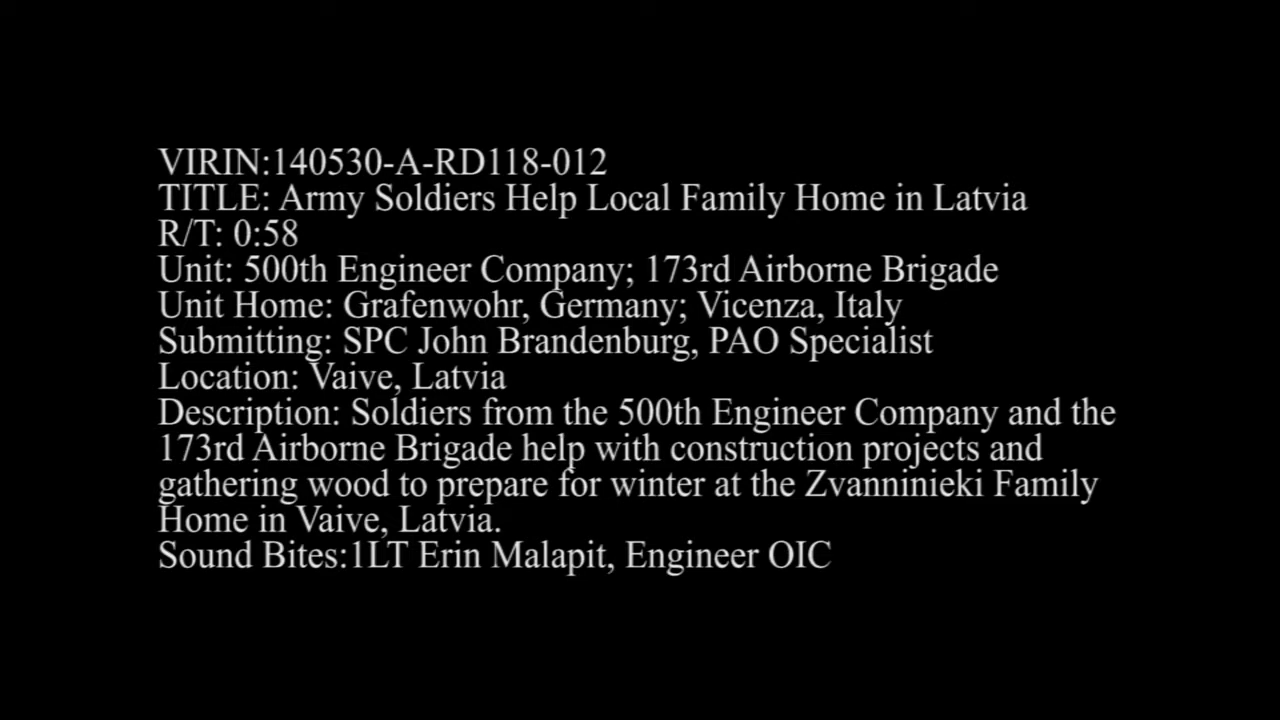 VIRIN:140530-A-RD118-012
TITLE: Army Soldiers Help Local Family Home in Latvia
R/T: 0:58
Unit: 500th Engineer Company; 173rd Airborne Brigade
Unit Home: Grafenwohr, Germany; Vicenza, Italy
Submitting: SPC John Brandenburg, PAO Specialist
Location: Vaive, Latvia
Description: Soldiers from the 500th Engineer Company and the
173rd Airborne Brigade help with construction projects and
gathering wood to prepare for winter at the Zvanninieki Family
Home in Vaive, Latvia.
Sound Bites:1LT Erin Malapit, Engineer OIC